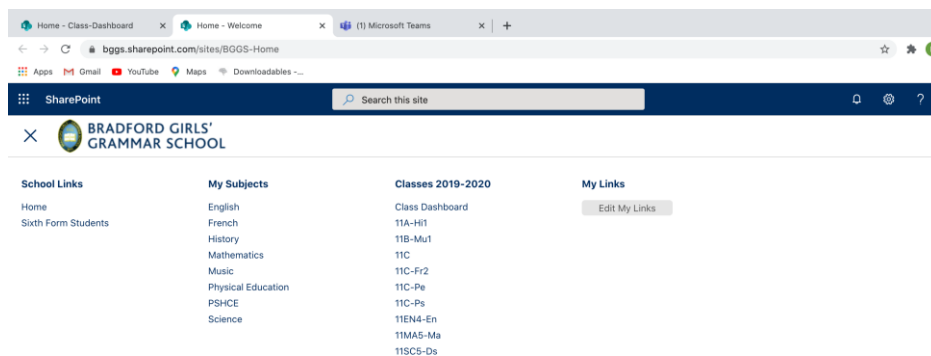 Home - Class-Dashboard
Home - Welcome
(1) Microsoft Teams
bggs.sharepoint.com/sites/BGGS-Home
Apps
Gmail
YouTube
Maps
Downloadables -...
SharePoint
Search this site
BRADFORD GIRLS'
GRAMMAR SCHOOL
School Links
Home
Sixth Form Students
My Subjects
English
French
History
Mathematics
Music
Physical Education
PSHCE
Science
Classes 2019-2020
Class Dashboard
11A-Hi1
11B-Mu1
11C
11C-Fr2
11C-Pe
11C-Ps
11EN4-En
11MA5-Ma
11SC5-Ds
My Links
Edit My Links